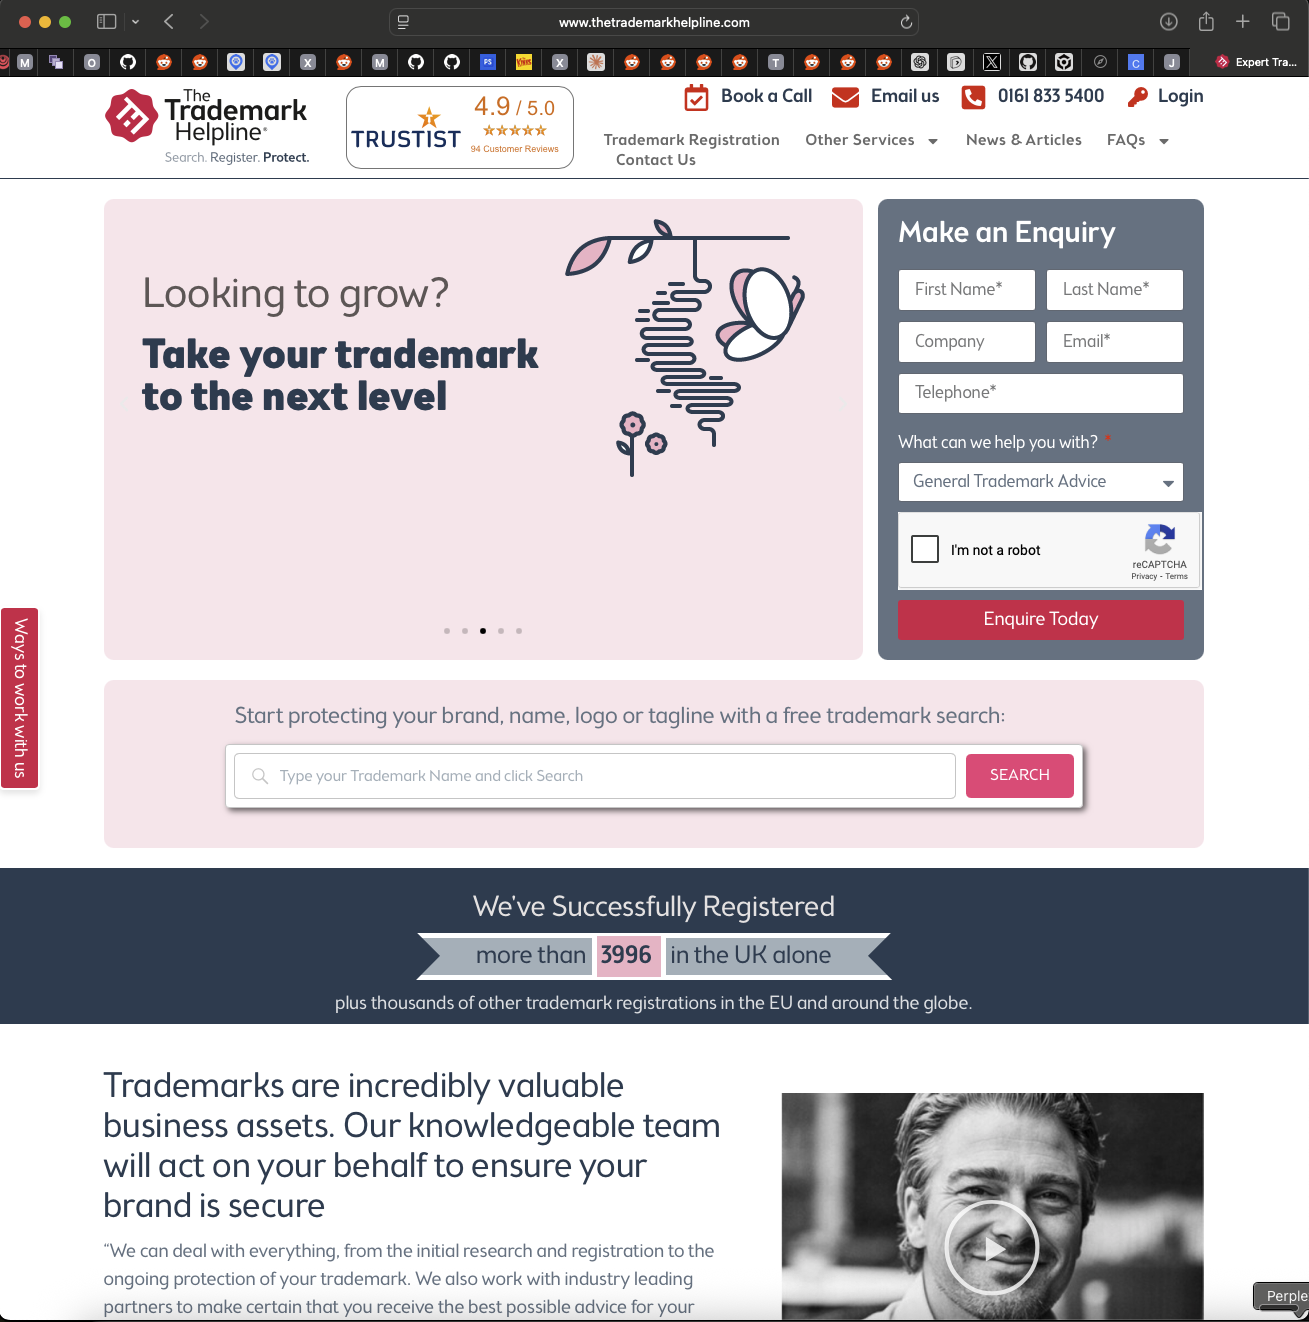 www.thetrademarkhelpline.com
M
O
X
M
PS
X
T
C
J
Expert Tra...
The
Trademark
Helpline®
Search. Register. Protect.
TRUSTIST
4.9 / 5.0
94 Customer Reviews
Book a Call
Email us
0161 833 5400
Login
Trademark Registration
Other Services
News & Articles
FAQs
Contact Us
Looking to grow?
Take your trademark
to the next level
Make an Enquiry
First Name*
Last Name*
Company
Email*
Telephone*
What can we help you with? *
General Trademark Advice
I'm not a robot
reCAPTCHA
Privacy - Terms
Enquire Today
Ways to work with us
Start protecting your brand, name, logo or tagline with a free trademark search:
Type your Trademark Name and click Search
SEARCH
We've Successfully Registered
more than 3996 in the UK alone
plus thousands of other trademark registrations in the EU and around the globe.
Trademarks are incredibly valuable
business assets. Our knowledgeable team
will act on your behalf to ensure your
brand is secure
“We can deal with everything, from the initial research and registration to the
ongoing protection of your trademark. We also work with industry leading
partners to make certain that you receive the best possible advice for your
Perple